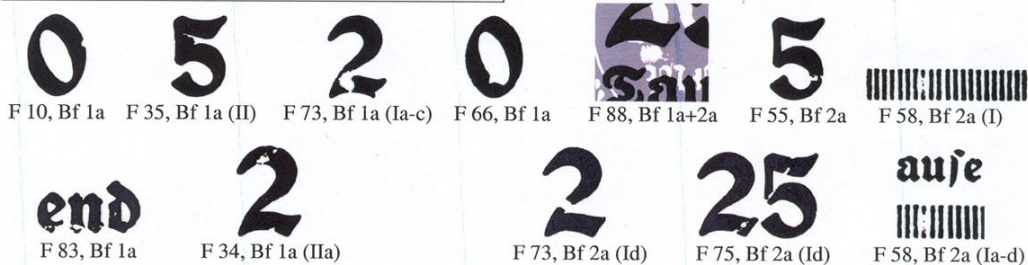 0 5 2 0 25 5
Tau
F 10, Bf 1a F 35, Bf 1a (II) F 73, Bf 1a (Ia-c) F 66, Bf 1a F 88, Bf 1a+2a F 55, Bf 2a F 58, Bf 2a (I)
end 2 2 25 auſe
F 83, Bf 1a F 34, Bf 1a (IIa) F 73, Bf 2a (Id) F 75, Bf 2a (Id) F 58, Bf 2a (Ia-d)